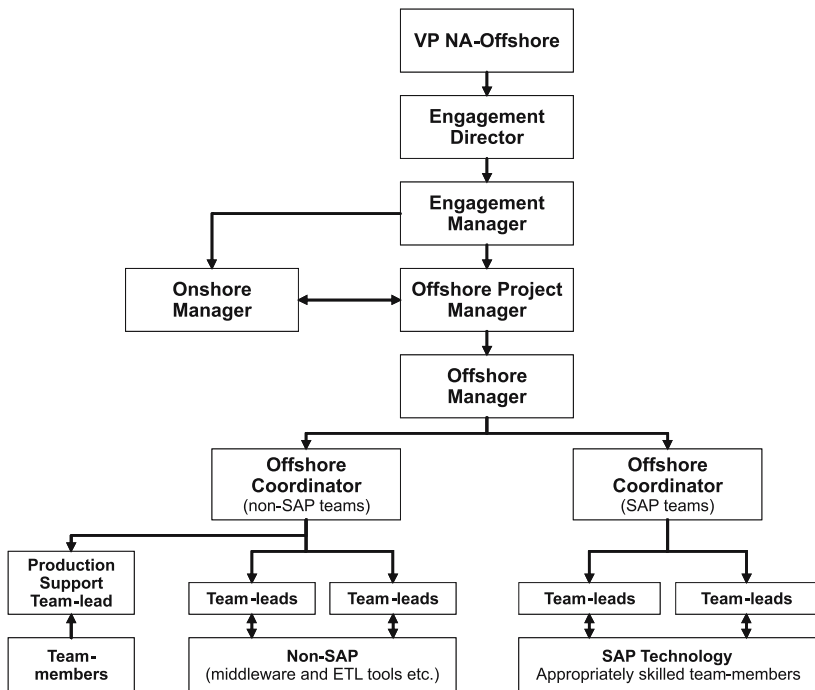 VP NA-Offshore
Engagement
Director
Engagement
Manager
Onshore
Manager
Offshore Project
Manager
Offshore
Manager
Offshore
Coordinator
(non-SAP teams)
Offshore
Coordinator
(SAP teams)
Production
Support
Team-lead
Team-leads
Team-leads
Team-leads
Team-leads
Team-
members
Non-SAP
(middleware and ETL tools etc.)
SAP Technology
Appropriately skilled team-members